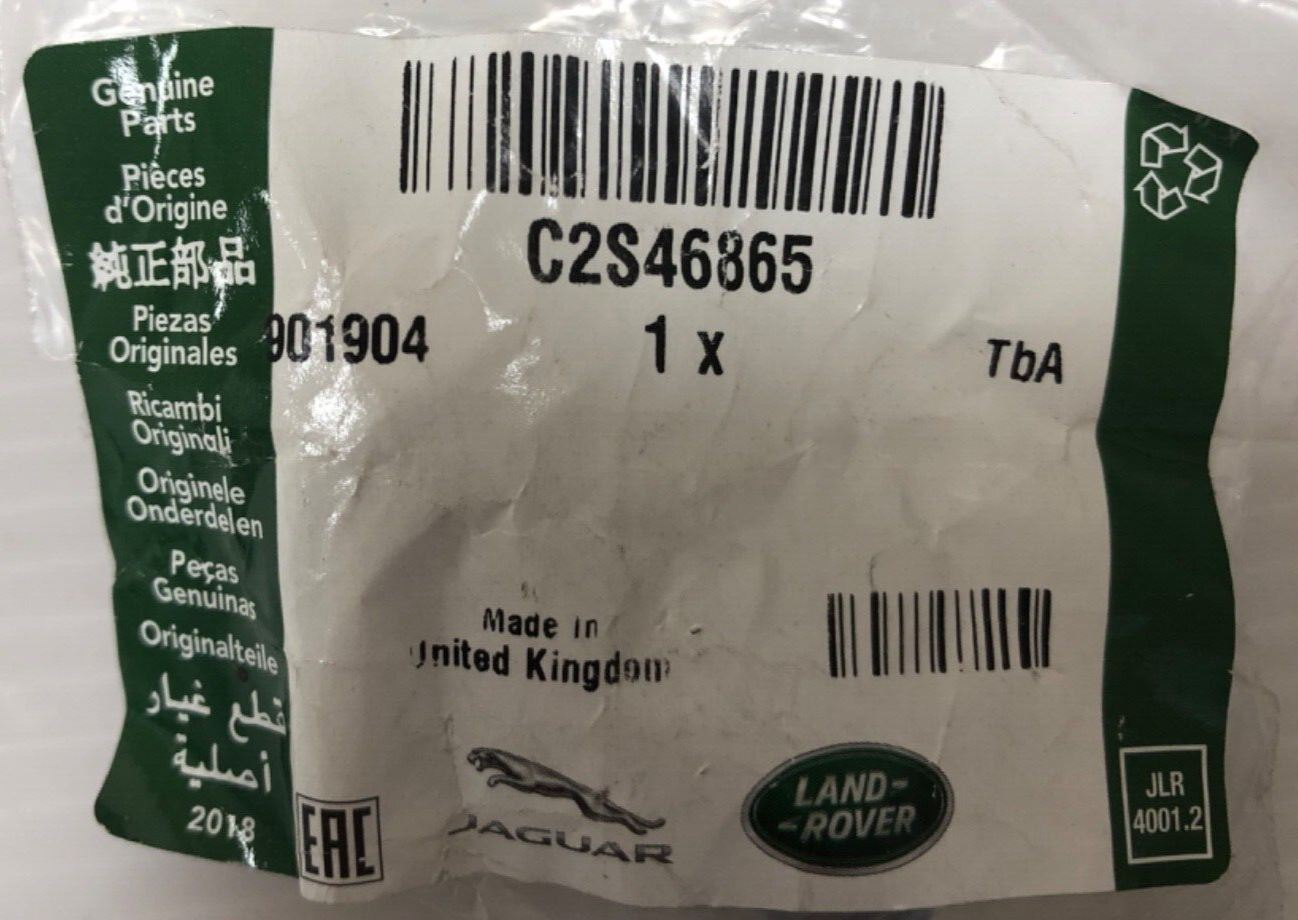 Genuine
Parts
Pièces
d'Origine
純正部品
Piezas
Originales
Ricambi
Originali
Originele
Onderdelen
Peças
Genuinas
Originalteile
قطع غيار
أصلية
2018
C2S46865
901904 1 x TbA
Made in
United Kingdom
EAC
JAGUAR
LAND-
-ROVER
JLR
4001.2